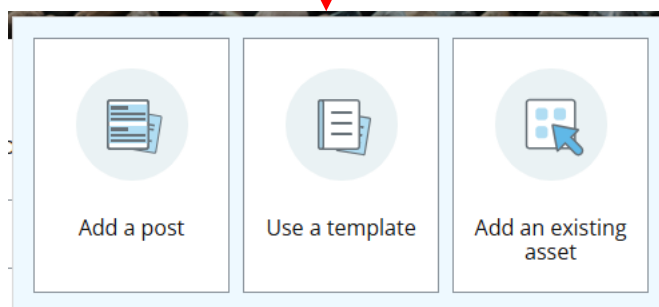 Add a post
Use a template
Add an existing
asset